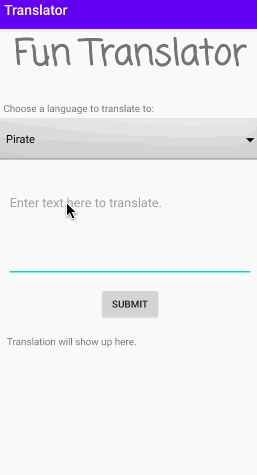 Translator
Fun Translator
Choose a language to translate to:
Pirate
Enter text here to translate.
SUBMIT
Translation will show up here.